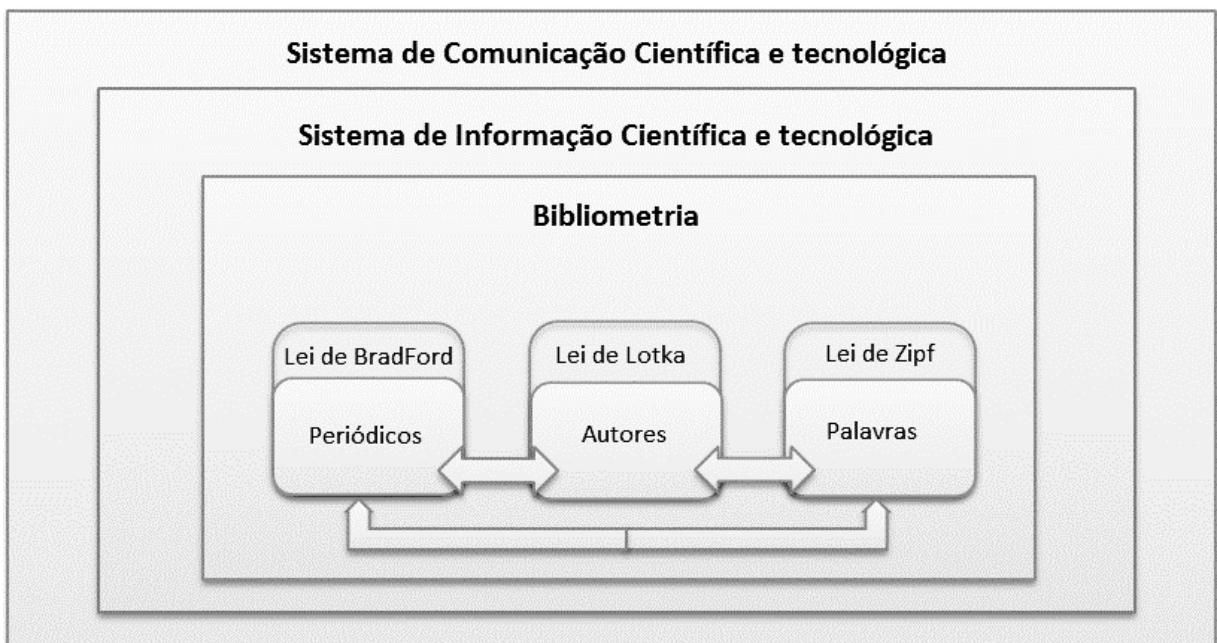 Sistema de Comunicação Científica e tecnológica
Sistema de Informação Científica e tecnológica
Bibliometria
Lei de BradFord
Periódicos
Lei de Lotka
Autores
Lei de Zipf
Palavras